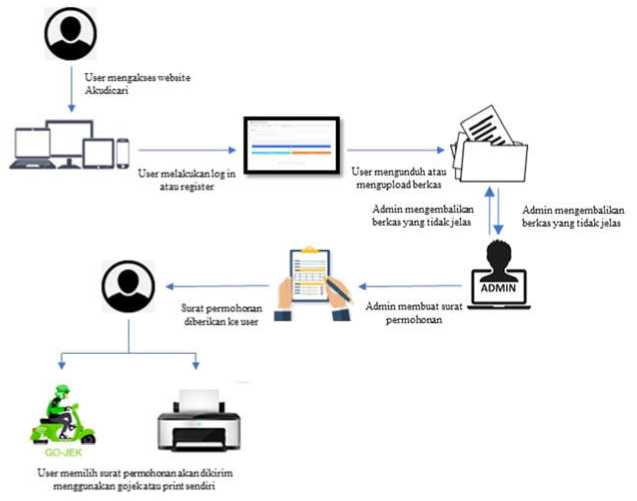 User mengakses website
Akudicari
User melakukan log in
atau register
User mengunduh atau
mengupload berkas
Admin mengembalikan
berkas yang tidak jelas
Admin mengembalikan
berkas yang tidak jelas
ADMIN
Surat permohonan
diberikan ke user
Admin membuat surat
permohonan
GO-JEK
User memilih surat permohonan akan dikirim
menggunakan gojek atau print sendiri